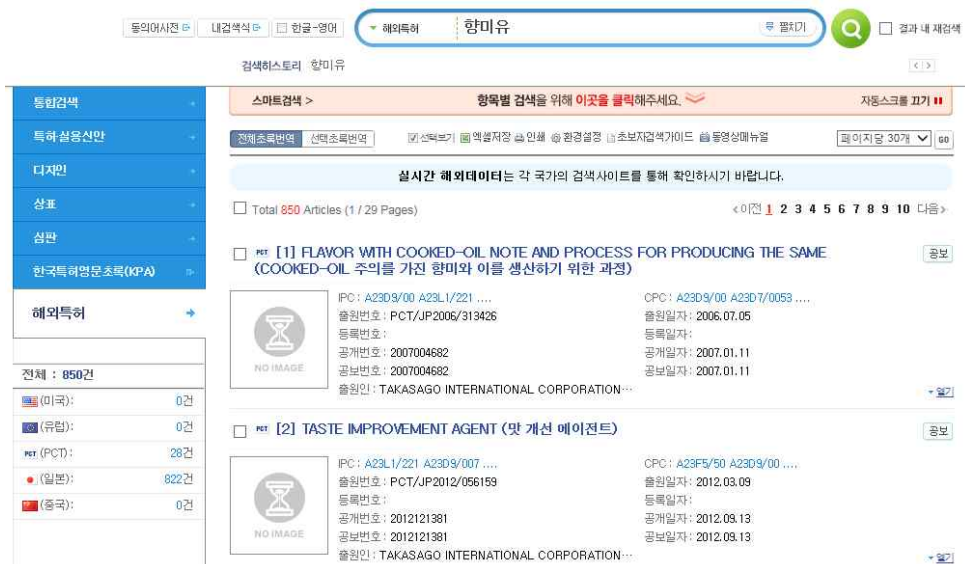 동의어사전 내검색식 한글-영어 해외특허 향미유 펼치기 결과 내 재검색
검색히스토리 향미유
통합검색
특허실용신안
디자인
상표
심판
한국특허영문초록(KPA)
해외특허
전체 : 850건
(미국): 0건
(유럽): 0건
PCT (PCT): 28건
(일본): 822건
(중국): 0건
스마트검색 > 항목별 검색을 위해 이곳을 클릭해주세요. 자동스크롤 끄기
전체초록번역 선택초록번역 선택보기 엑셀저장 인쇄 환경설정 초보자검색가이드 동영상매뉴얼 페이지당 30개 GO
실시간 해외데이터는 각 국가의 검색사이트를 통해 확인하시기 바랍니다.
Total 850 Articles (1 / 29 Pages) <이전 1 2 3 4 5 6 7 8 9 10 다음>
PCT [1] FLAVOR WITH COOKED-OIL NOTE AND PROCESS FOR PRODUCING THE SAME 공보
(COOKED-OIL 주의를 가진 향미와 이를 생산하기 위한 과정)
NO IMAGE
IPC : A23D9/00 A23L1/221 .... CPC : A23D9/00 A23D7/0053 ....
출원번호 : PCT/JP2006/313426 출원일자 : 2006.07.05
등록번호 : 등록일자 :
공개번호 : 2007004682 공개일자 : 2007.01.11
공보번호 : 2007004682 공보일자 : 2007.01.11
출원인 : TAKASAGO INTERNATIONAL CORPORATION… 열기
PCT [2] TASTE IMPROVEMENT AGENT (맛 개선 에이전트) 공보
NO IMAGE
IPC : A23L1/221 A23D9/007 .... CPC : A23F5/50 A23D9/00 ....
출원번호 : PCT/JP2012/056159 출원일자 : 2012.03.09
등록번호 : 등록일자 :
공개번호 : 2012121381 공개일자 : 2012.09.13
공보번호 : 2012121381 공보일자 : 2012.09.13
출원인 : TAKASAGO INTERNATIONAL CORPORATION… 열기